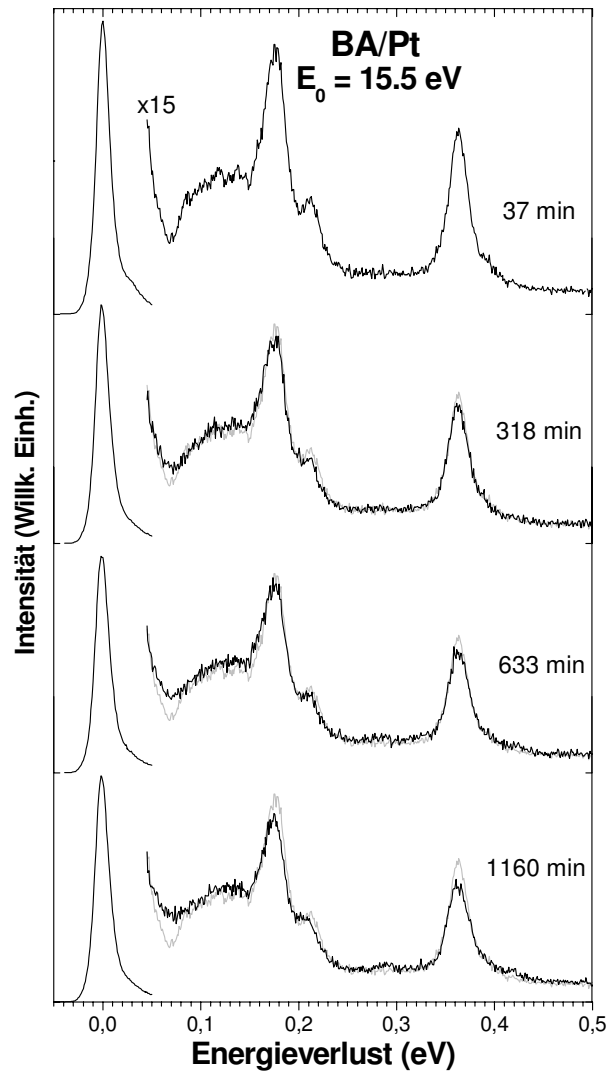 BA/Pt
E₀ = 15.5 eV
x15
37 min
318 min
633 min
1160 min
Intensität (Willk. Einh.)
0,0 0,1 0,2 0,3 0,4 0,5
Energieverlust (eV)